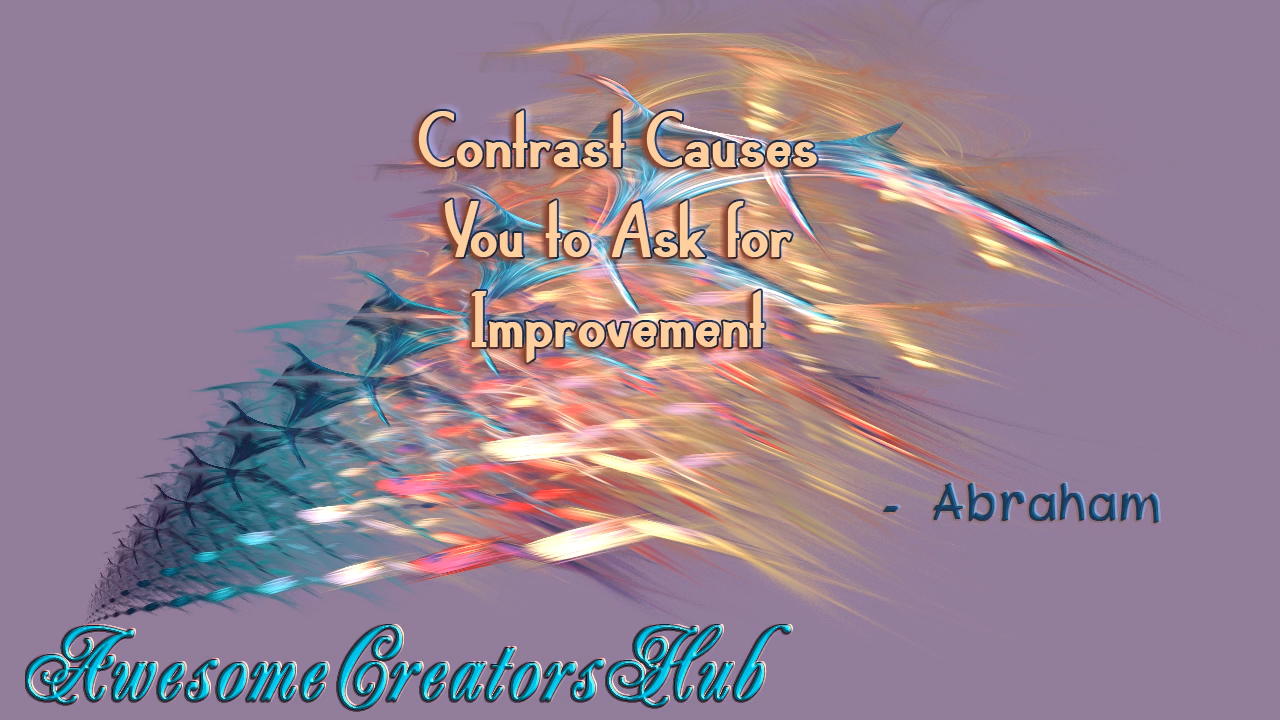 Contrast Causes
You to Ask for
Improvement
- Abraham
AwesomeCreatorsHub